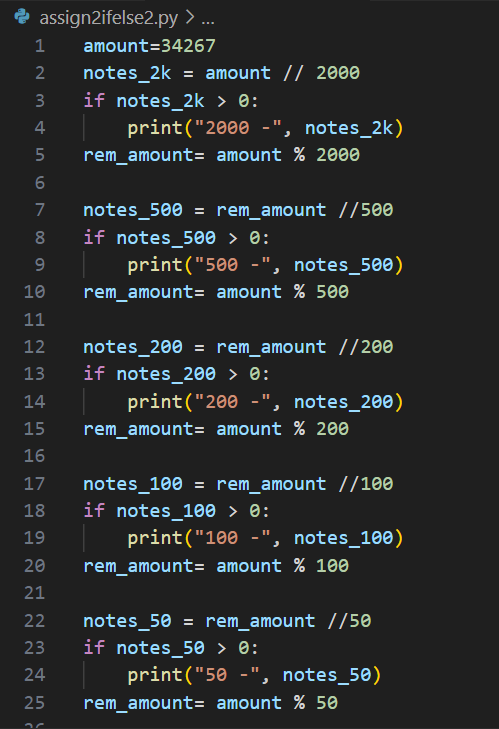 assign2ifelse2.py > ...
1 amount=34267
2 notes_2k = amount // 2000
3 if notes_2k > 0:
4     print("2000 -", notes_2k)
5 rem_amount= amount % 2000
6
7 notes_500 = rem_amount //500
8 if notes_500 > 0:
9     print("500 -", notes_500)
10 rem_amount= amount % 500
11
12 notes_200 = rem_amount //200
13 if notes_200 > 0:
14     print("200 -", notes_200)
15 rem_amount= amount % 200
16
17 notes_100 = rem_amount //100
18 if notes_100 > 0:
19     print("100 -", notes_100)
20 rem_amount= amount % 100
21
22 notes_50 = rem_amount //50
23 if notes_50 > 0:
24     print("50 -", notes_50)
25 rem_amount= amount % 50